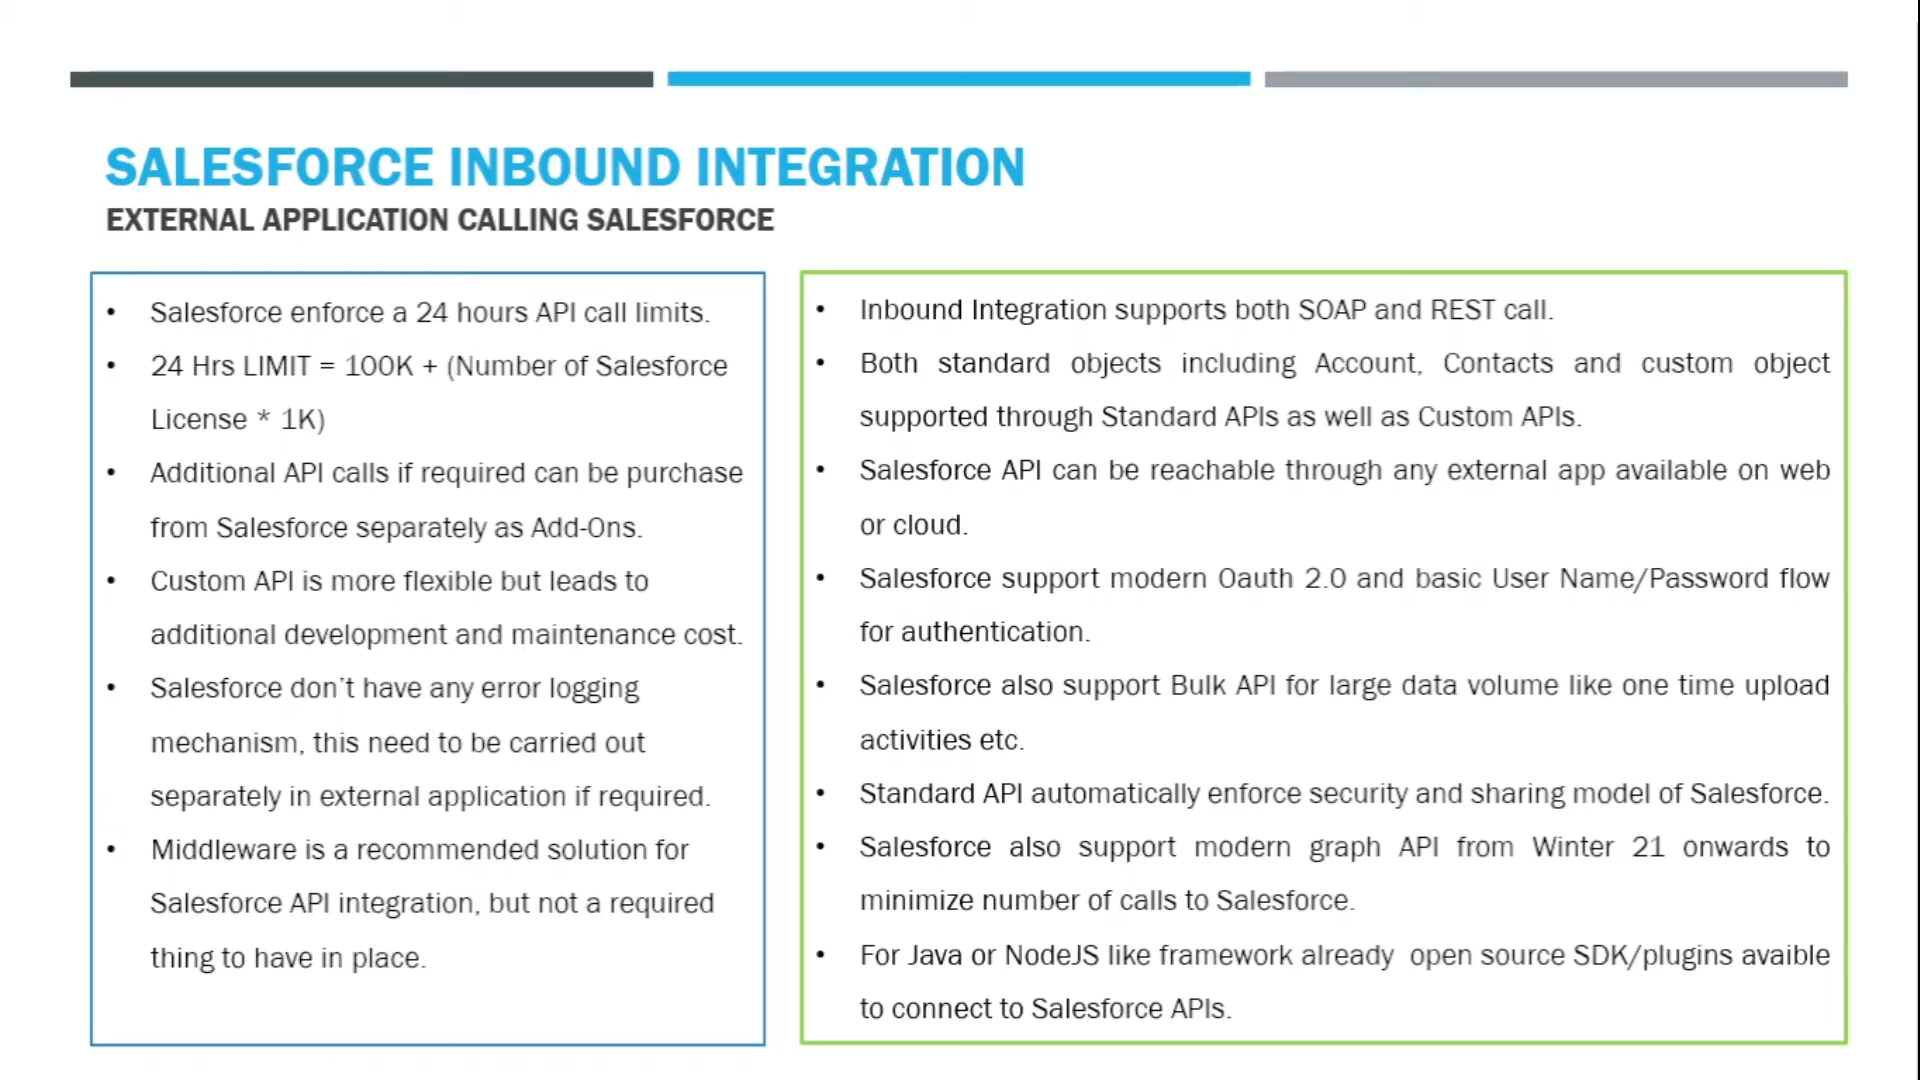 SALESFORCE INBOUND INTEGRATION
EXTERNAL APPLICATION CALLING SALESFORCE
• Salesforce enforce a 24 hours API call limits.
• 24 Hrs LIMIT = 100K + (Number of Salesforce
License * 1K)
• Additional API calls if required can be purchase
from Salesforce separately as Add-Ons.
• Custom API is more flexible but leads to
additional development and maintenance cost.
• Salesforce don't have any error logging
mechanism, this need to be carried out
separately in external application if required.
• Middleware is a recommended solution for
Salesforce API integration, but not a required
thing to have in place.
• Inbound Integration supports both SOAP and REST call.
• Both standard objects including Account, Contacts and custom object
supported through Standard APIs as well as Custom APIs.
• Salesforce API can be reachable through any external app available on web
or cloud.
• Salesforce support modern Oauth 2.0 and basic User Name/Password flow
for authentication.
• Salesforce also support Bulk API for large data volume like one time upload
activities etc.
• Standard API automatically enforce security and sharing model of Salesforce.
• Salesforce also support modern graph API from Winter 21 onwards to
minimize number of calls to Salesforce.
• For Java or NodeJS like framework already open source SDK/plugins avaible
to connect to Salesforce APIs.